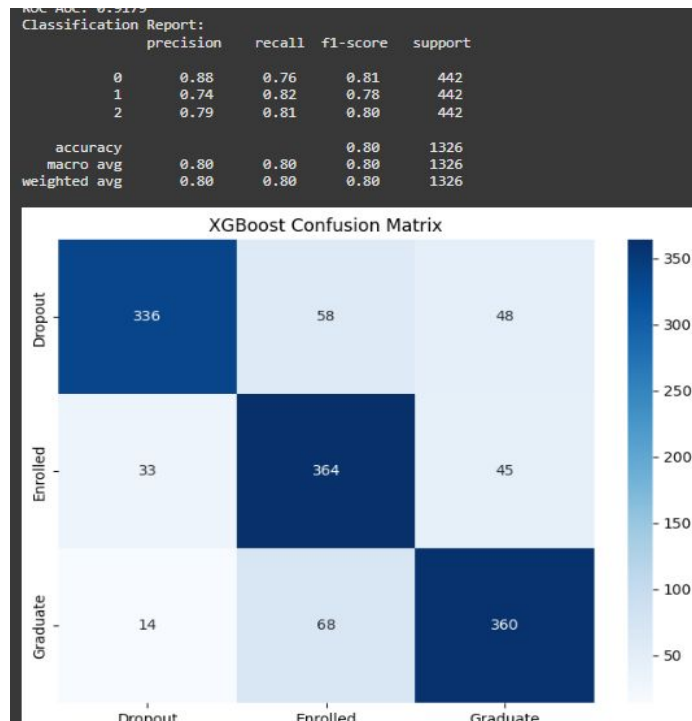 ROC AUC: 0.9179
Classification Report:
precision recall f1-score support
0 0.88 0.76 0.81 442
1 0.74 0.82 0.78 442
2 0.79 0.81 0.80 442
accuracy 0.80 1326
macro avg 0.80 0.80 0.80 1326
weighted avg 0.80 0.80 0.80 1326
XGBoost Confusion Matrix
Dropout 336 58 48
Enrolled 33 364 45
Graduate 14 68 360
350
300
250
200
150
100
50
Dropout Enrolled Graduate